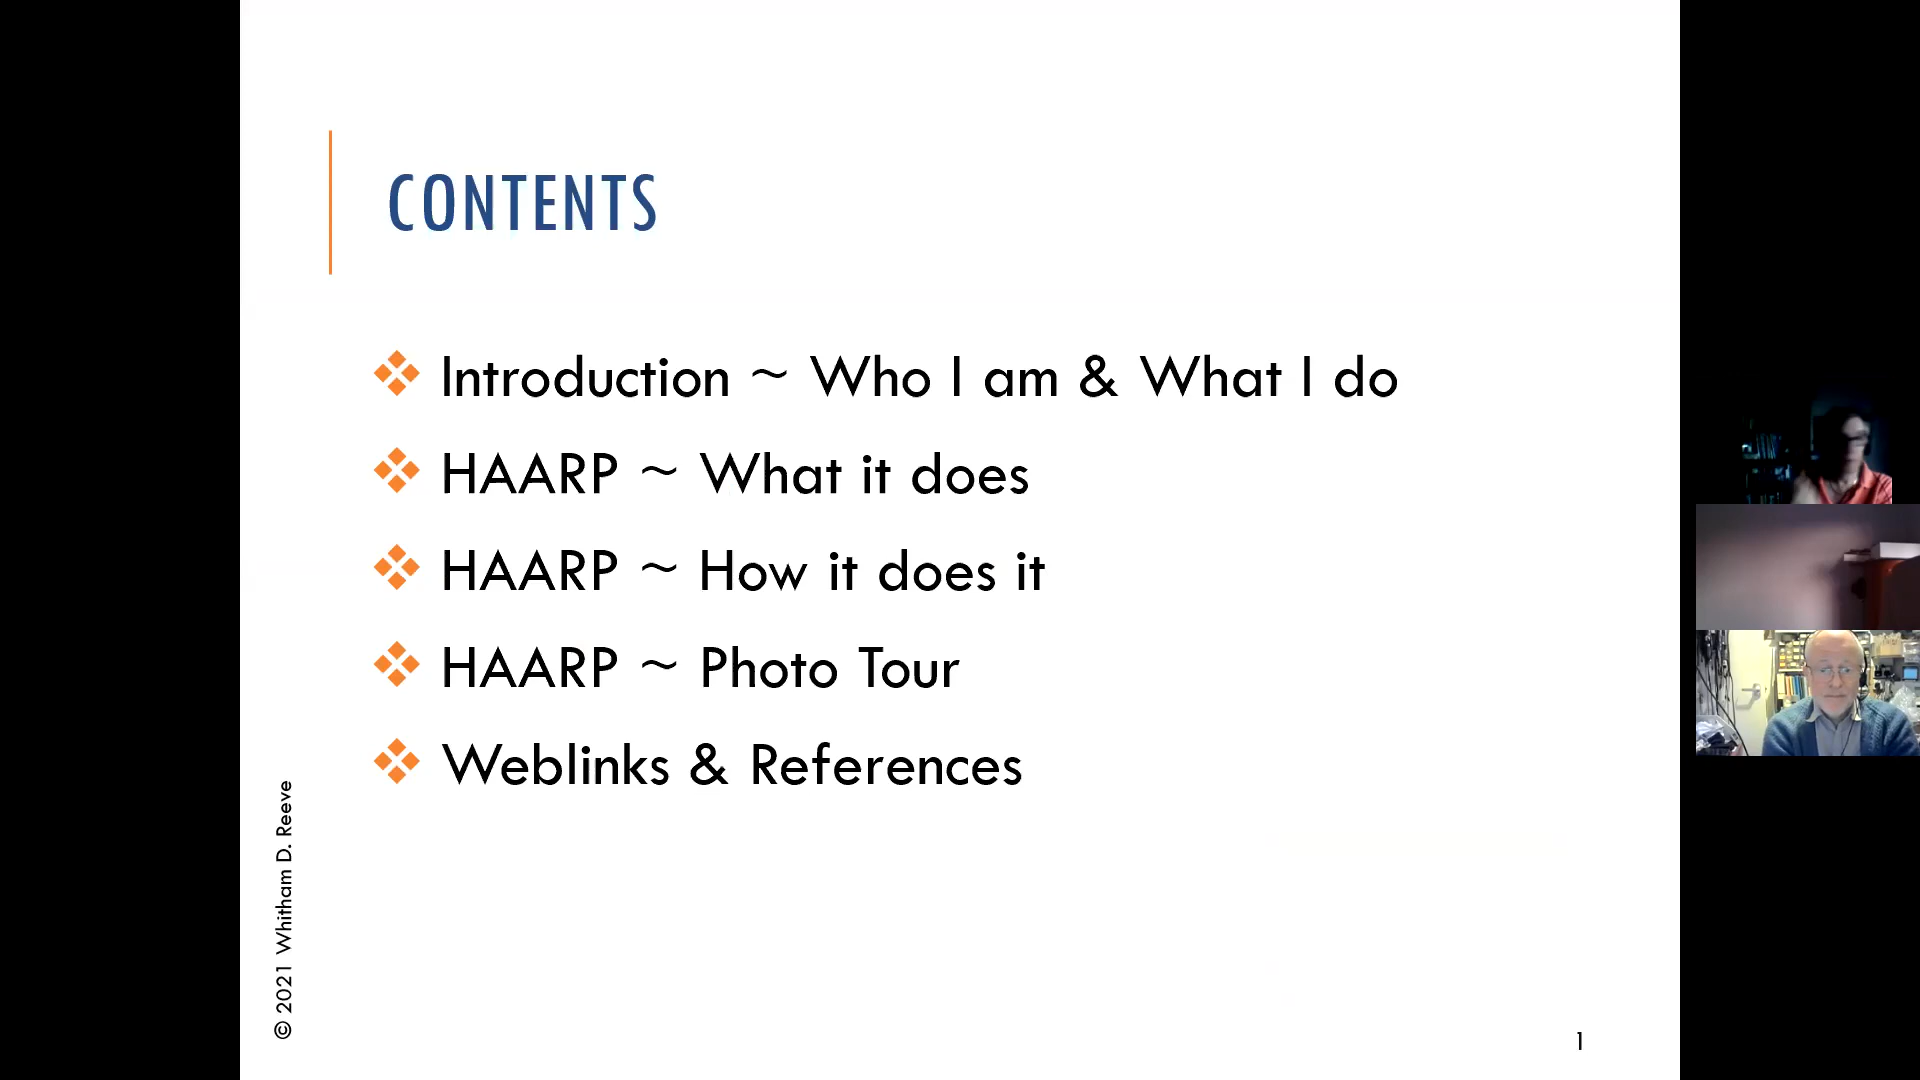 CONTENTS
Introduction ~ Who I am & What I do
HAARP ~ What it does
HAARP ~ How it does it
HAARP ~ Photo Tour
Weblinks & References
© 2021 Whitham D. Reeve
1